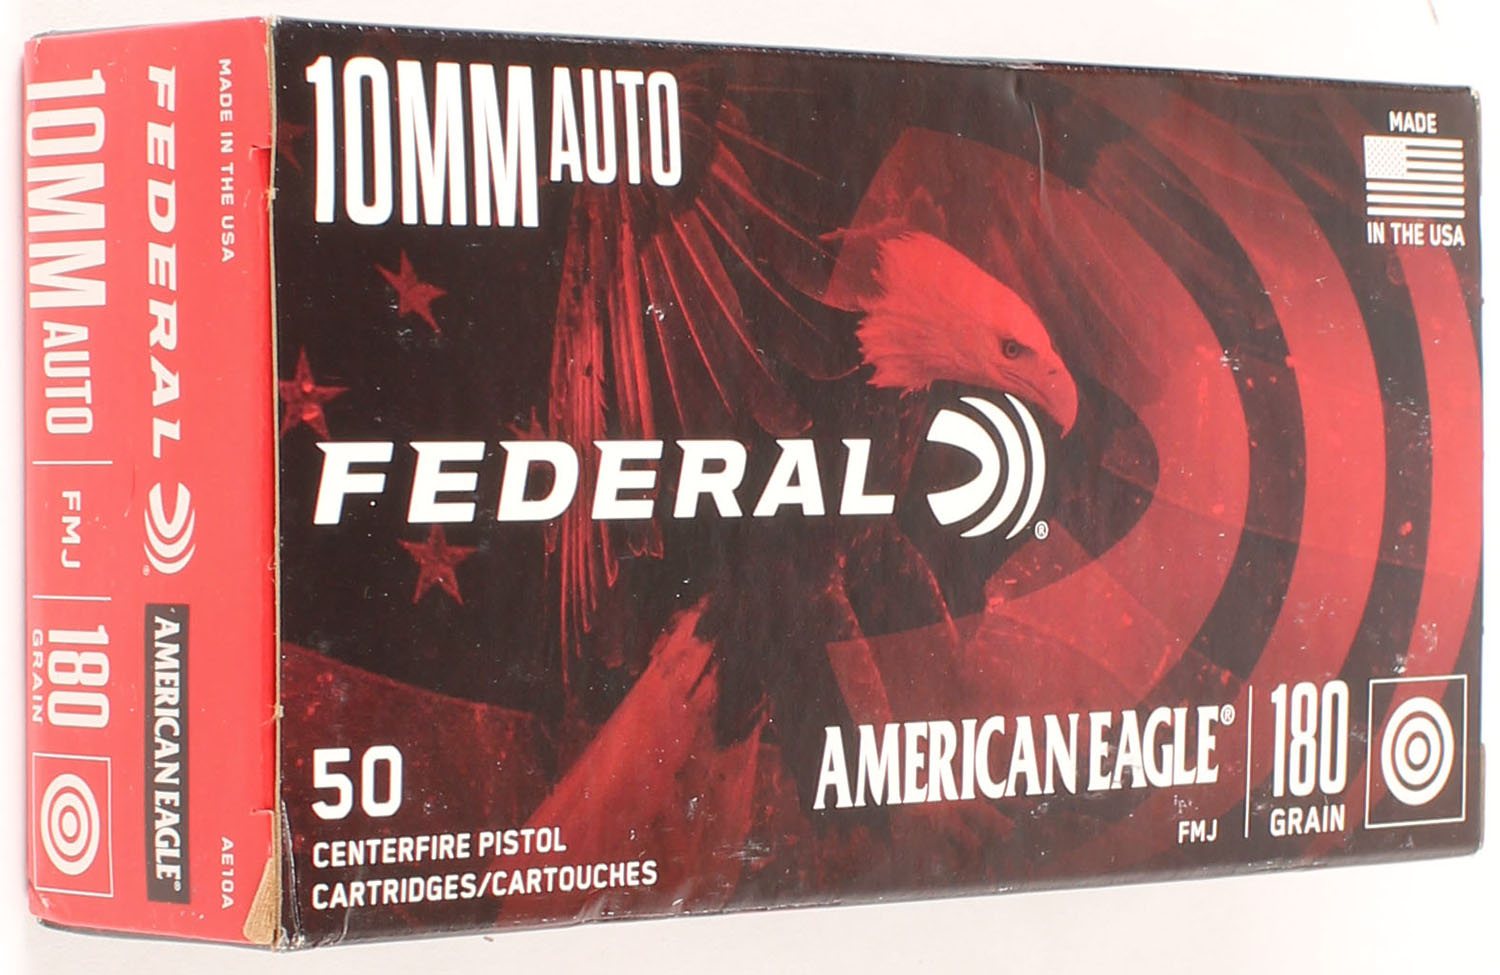 MADE IN THE USA
FEDERAL®
AMERICAN EAGLE®
AE10A
10MM AUTO
FMJ
180
GRAIN
10MM AUTO
MADE
IN THE USA
FEDERAL®
50
CENTERFIRE PISTOL
CARTRIDGES/CARTOUCHES
AMERICAN EAGLE®
FMJ
180
GRAIN